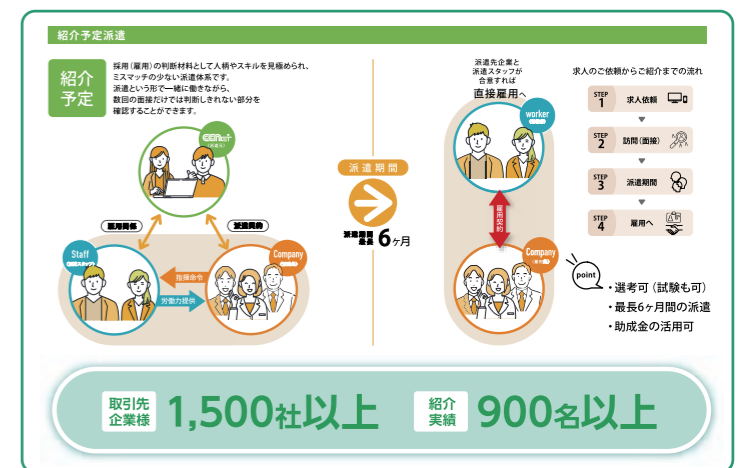 紹介予定派遣
紹介
予定
採用（雇用）の判断材料として人柄やスキルを見極められ、
ミスマッチの少ない派遣体系です。
派遣という形で一緒に働きながら、
数回の面接だけでは判断しきれない部分を
確認することができます。
（派遣元）
雇用関係
派遣契約
Staff
Company
指揮命令
労働力提供
派遣期間
派遣期間
最長
6ヶ月
派遣先企業と
派遣スタッフが
合意すれば
直接雇用へ
worker
雇用契約
Company
求人のご依頼からご紹介までの流れ
STEP
1
求人依頼
STEP
2
訪問（面接）
STEP
3
派遣期間
STEP
4
雇用へ
point
・選考可（試験も可）
・最長6ヶ月間の派遣
・助成金の活用可
取引先
企業様
1,500社以上
紹介
実績
900名以上